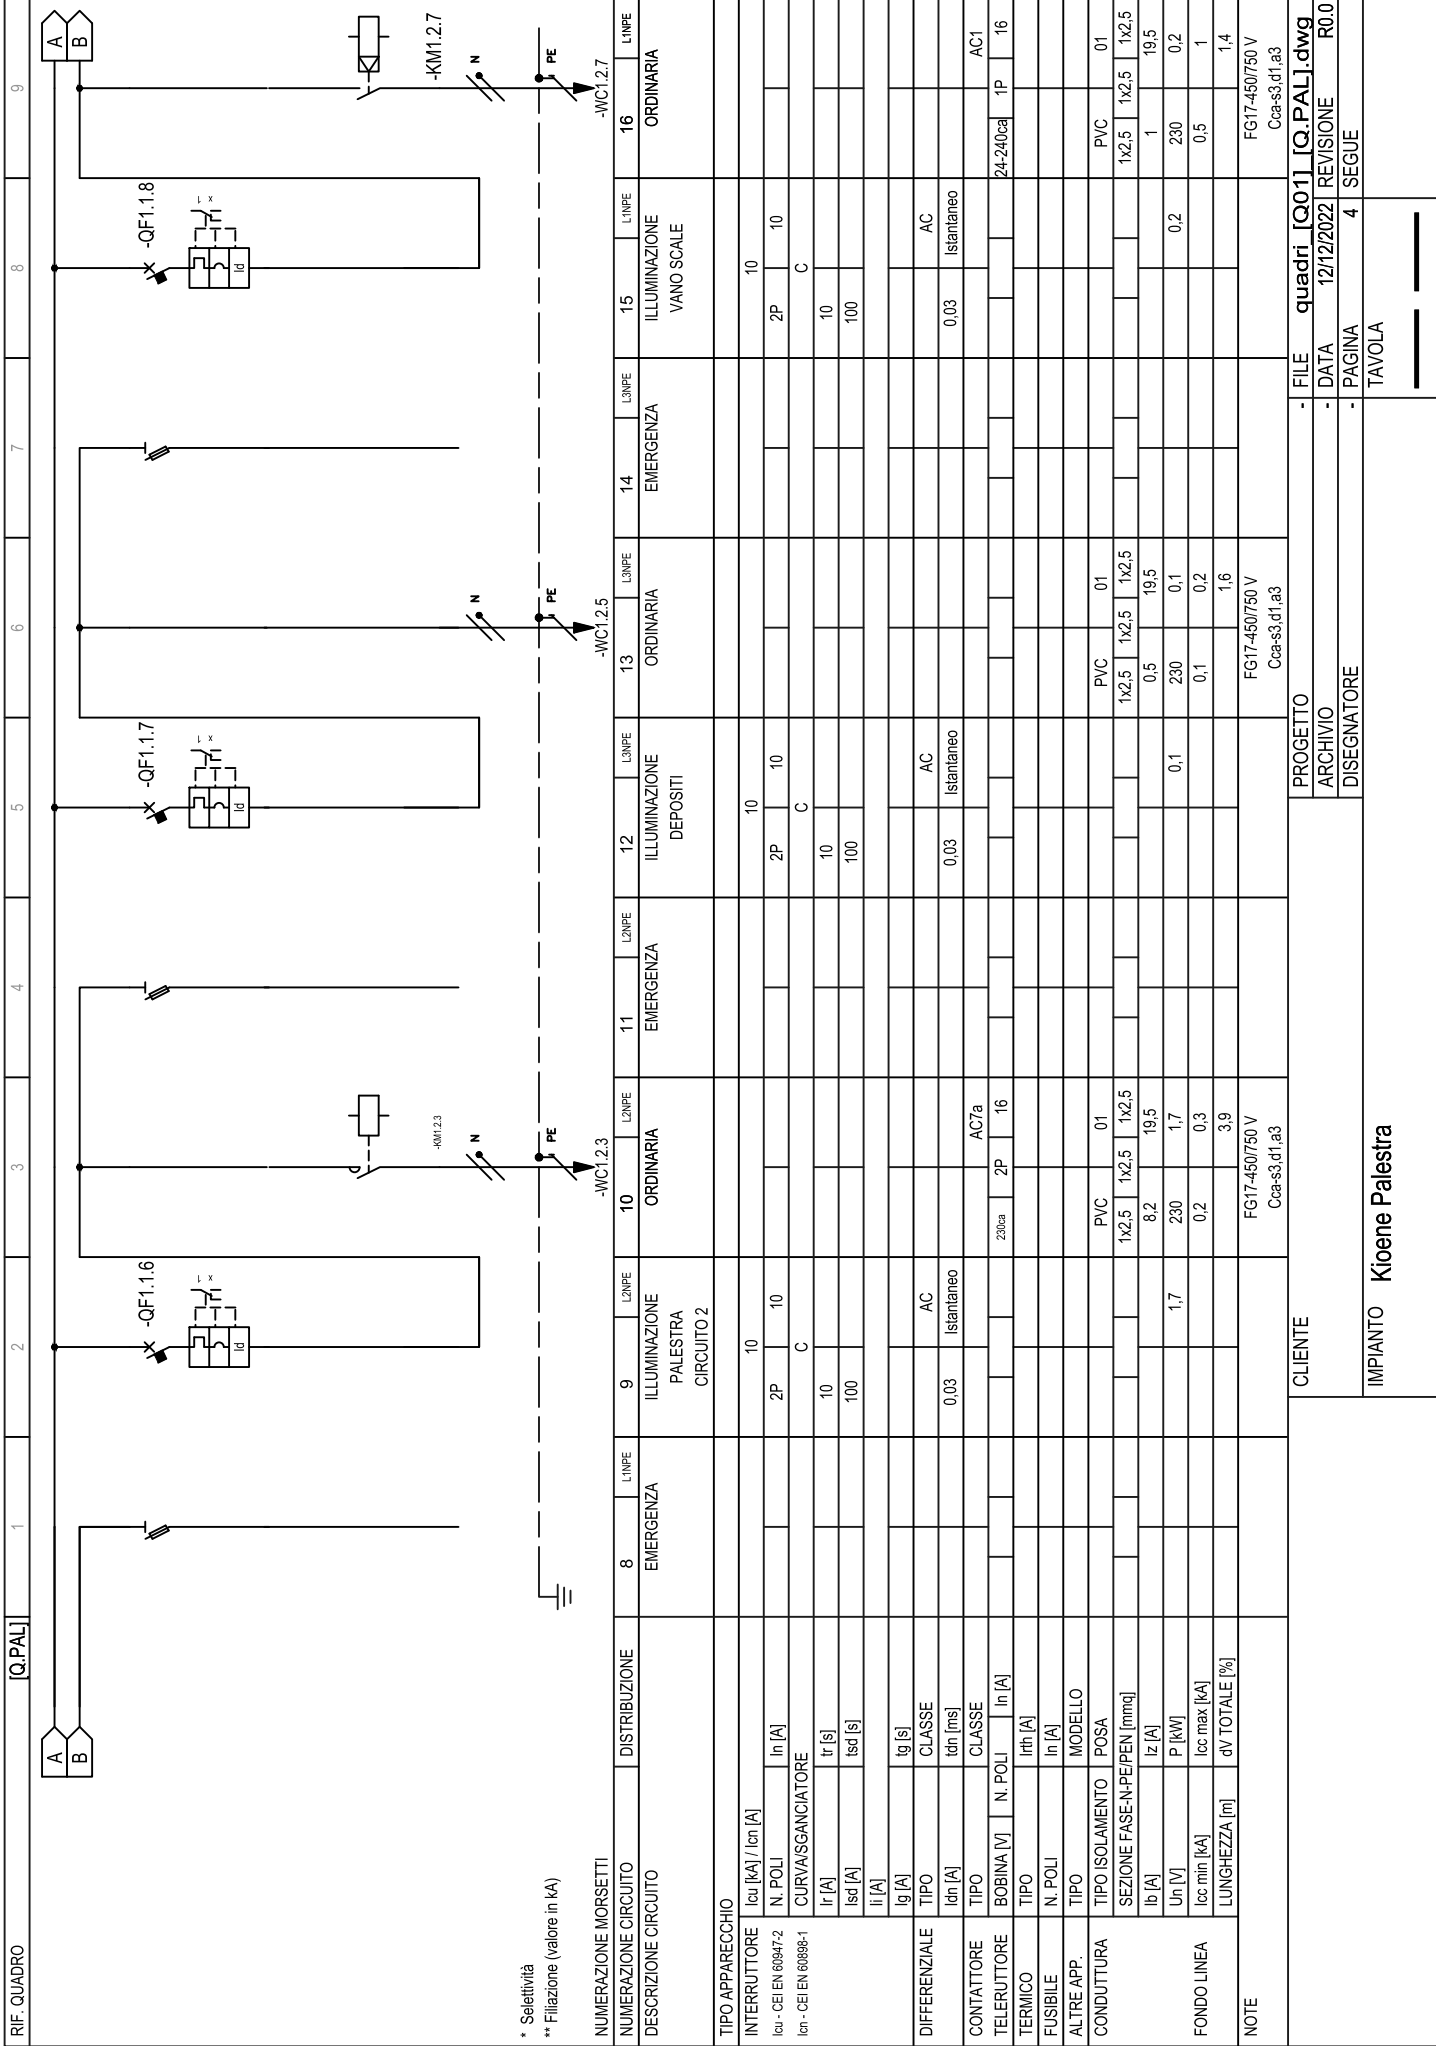 RIF. QUADRO [Q.PAL] 1 2 3 4 5 6 7 8 9
A A
B B
-QF1.1.6 -QF1.1.7 -QF1.1.8
Id Id Id
-KM1.2.3 -KM1.2.7
N N N
* Selettività
** Filiazione (valore in kA)
PE PE PE
NUMERAZIONE MORSETTI -WC1.2.3 -WC1.2.5 -WC1.2.7
NUMERAZIONE CIRCUITO DISTRIBUZIONE 8 L1NPE 9 L2NPE 10 L2NPE 11 L2NPE 12 L3NPE 13 L3NPE 14 L3NPE 15 L1NPE 16 L1NPE
DESCRIZIONE CIRCUITO EMERGENZA ILLUMINAZIONE ORDINARIA EMERGENZA ILLUMINAZIONE ORDINARIA EMERGENZA ILLUMINAZIONE ORDINARIA
PALESTRA DEPOSITI VANO SCALE
CIRCUITO 2
TIPO APPARECCHIO
INTERRUTTORE Icu [kA] / Icn [A] 10 10 10
Icu - CEI EN 60947-2 N. POLI In [A] 2P 10 2P 10 2P 10
Icn - CEI EN 60898-1 CURVA/SGANCIATORE C C C
Ir [A] tr [s] 10 10 10
Isd [A] tsd [s] 100 100 100
Ii [A]
Ig [A] tg [s]
DIFFERENZIALE TIPO CLASSE AC AC AC
Idn [A] tdn [ms] 0,03 Istantaneo 0,03 Istantaneo 0,03 Istantaneo
CONTATTORE TIPO CLASSE AC7a AC1
TELERUTTORE BOBINA [V] N. POLI In [A] 230ca 2P 16 24-240ca 1P 16
TERMICO TIPO Irth [A]
FUSIBILE N. POLI In [A]
ALTRE APP. TIPO MODELLO
CONDUTTURA TIPO ISOLAMENTO POSA PVC 01 PVC 01 PVC 01
SEZIONE FASE-N-PE/PEN [mmq] 1x2,5 1x2,5 1x2,5 1x2,5 1x2,5 1x2,5 1x2,5 1x2,5 1x2,5
Ib [A] Iz [A] 8,2 19,5 0,5 19,5 1 19,5
Un [V] P [kW] 1,7 230 1,7 0,1 230 0,1 0,2 230 0,2
FONDO LINEA Icc min [kA] Icc max [kA] 0,2 0,3 0,1 0,2 0,5 1
LUNGHEZZA [m] dV TOTALE [%] 3,9 1,6 1,4
NOTE FG17-450/750 V FG17-450/750 V FG17-450/750 V
Cca-s3,d1,a3 Cca-s3,d1,a3 Cca-s3,d1,a3
CLIENTE PROGETTO - FILE quadri_[Q01]_[Q.PAL].dwg
ARCHIVIO - DATA 12/12/2022 REVISIONE R0.0
DISEGNATORE - PAGINA 4 SEGUE
IMPIANTO Kioene Palestra TAVOLA